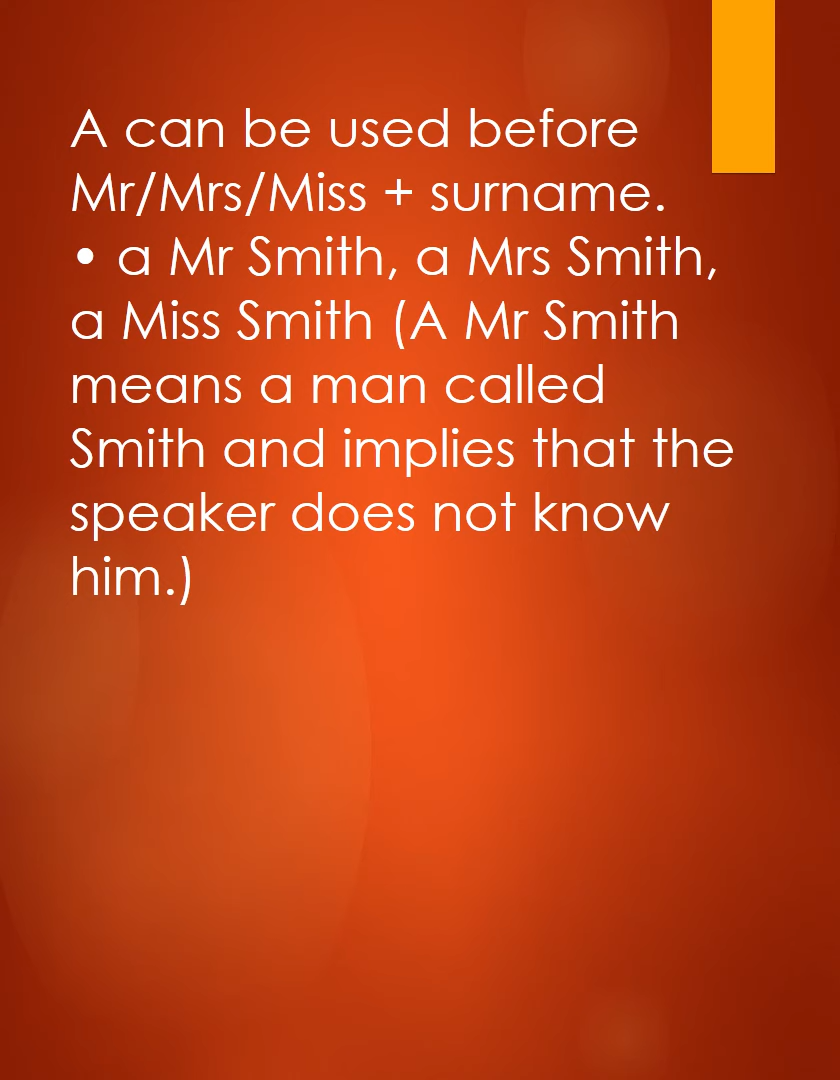 A can be used before
Mr/Mrs/Miss + surname.
• a Mr Smith, a Mrs Smith,
a Miss Smith (A Mr Smith
means a man called
Smith and implies that the
speaker does not know
him.)